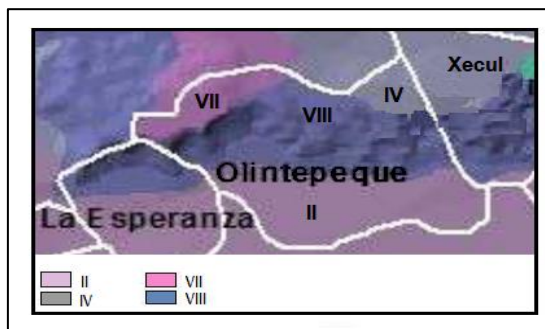 Xecul
VII
VIII
IV
Olintepeque
La Esperanza
II
II
VII
IV
VIII